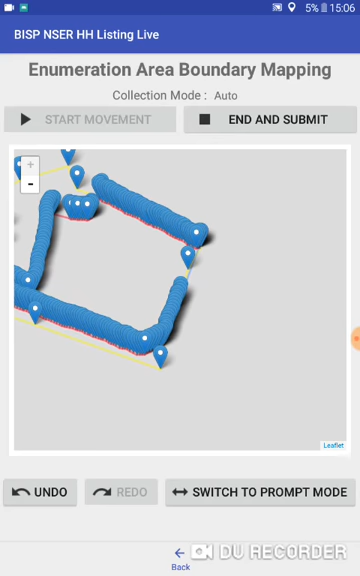 5% 15:06
BISP NSER HH Listing Live
Enumeration Area Boundary Mapping
Collection Mode : Auto
START MOVEMENT
END AND SUBMIT
+
-
Leaflet
UNDO
REDO
SWITCH TO PROMPT MODE
Back
DU RECORDER